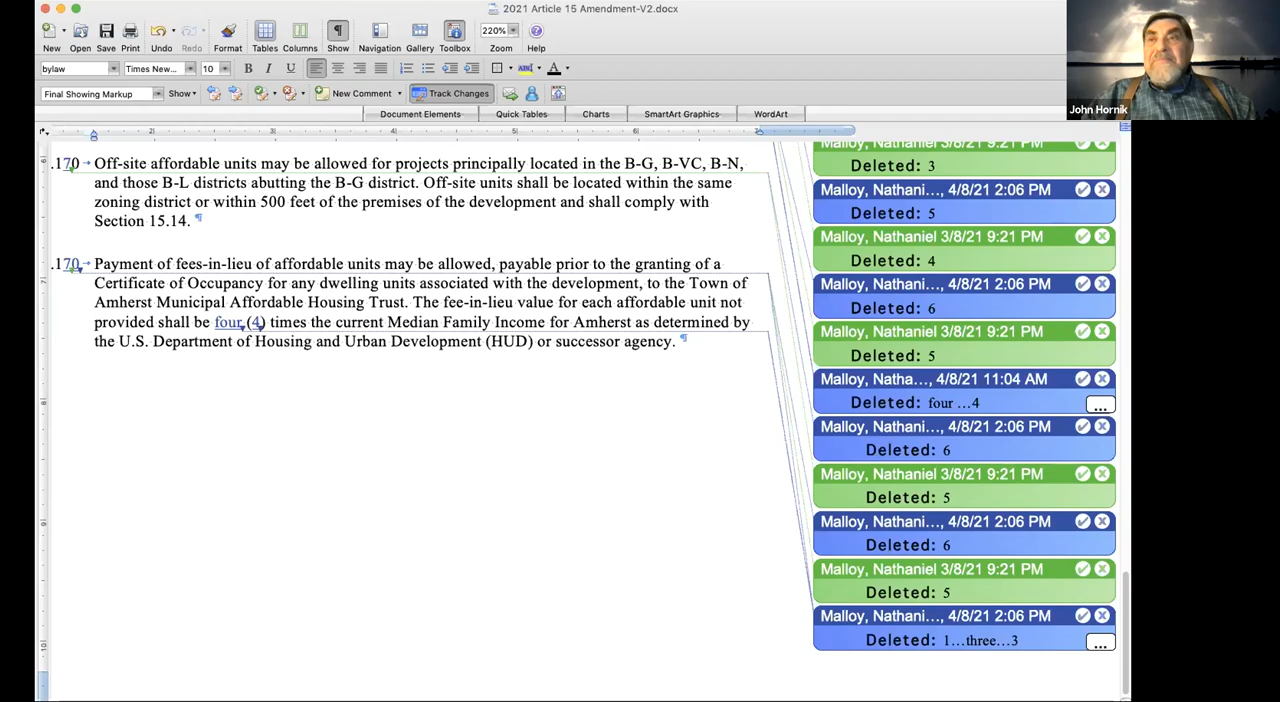 2021 Article 15 Amendment-V2.docx
New Open Save Print Undo Redo Format Tables Columns Show Navigation Gallery Toolbox Zoom Help
220%
bylaw Times New... 10 B I U ABC A
Final Showing Markup Show New Comment Track Changes
Document Elements Quick Tables Charts SmartArt Graphics WordArt
John Hornik
.170 Off-site affordable units may be allowed for projects principally located in the B-G, B-VC, B-N,
and those B-L districts abutting the B-G district. Off-site units shall be located within the same
zoning district or within 500 feet of the premises of the development and shall comply with
Section 15.14. ¶
.170 Payment of fees-in-lieu of affordable units may be allowed, payable prior to the granting of a
Certificate of Occupancy for any dwelling units associated with the development, to the Town of
Amherst Municipal Affordable Housing Trust. The fee-in-lieu value for each affordable unit not
provided shall be four (4) times the current Median Family Income for Amherst as determined by
the U.S. Department of Housing and Urban Development (HUD) or successor agency. ¶
Malloy, Nathaniel 3/8/21 9:21 PM
Deleted: 3
Malloy, Nathani..., 4/8/21 2:06 PM
Deleted: 5
Malloy, Nathaniel 3/8/21 9:21 PM
Deleted: 4
Malloy, Nathani..., 4/8/21 2:06 PM
Deleted: 6
Malloy, Nathaniel 3/8/21 9:21 PM
Deleted: 5
Malloy, Natha..., 4/8/21 11:04 AM
Deleted: four ...4
...
Malloy, Nathani..., 4/8/21 2:06 PM
Deleted: 6
Malloy, Nathaniel 3/8/21 9:21 PM
Deleted: 5
Malloy, Nathani..., 4/8/21 2:06 PM
Deleted: 6
Malloy, Nathaniel 3/8/21 9:21 PM
Deleted: 5
Malloy, Nathani..., 4/8/21 2:06 PM
Deleted: 1...three...3
...